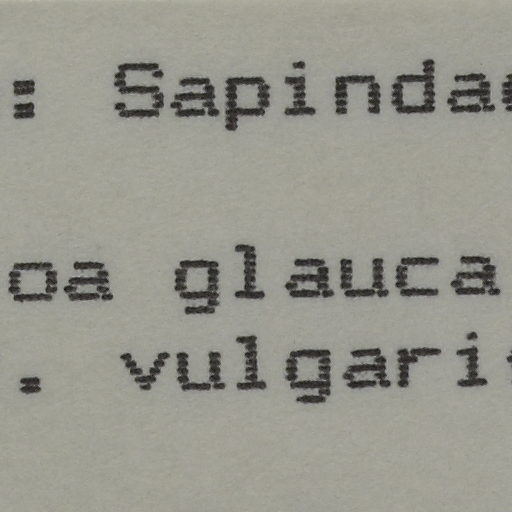 : Sapinda
oa glauca
. vulgari